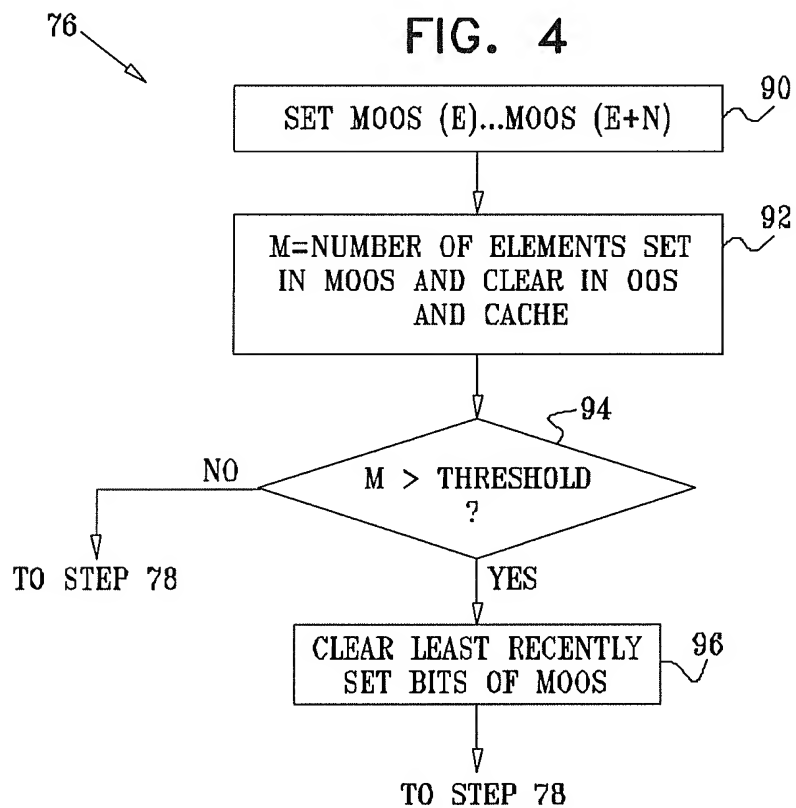 76
FIG. 4
SET MOOS (E)...MOOS (E+N)
90
M=NUMBER OF ELEMENTS SET
IN MOOS AND CLEAR IN OOS
AND CACHE
92
94
M > THRESHOLD
?
NO
TO STEP 78
YES
CLEAR LEAST RECENTLY
SET BITS OF MOOS
96
TO STEP 78